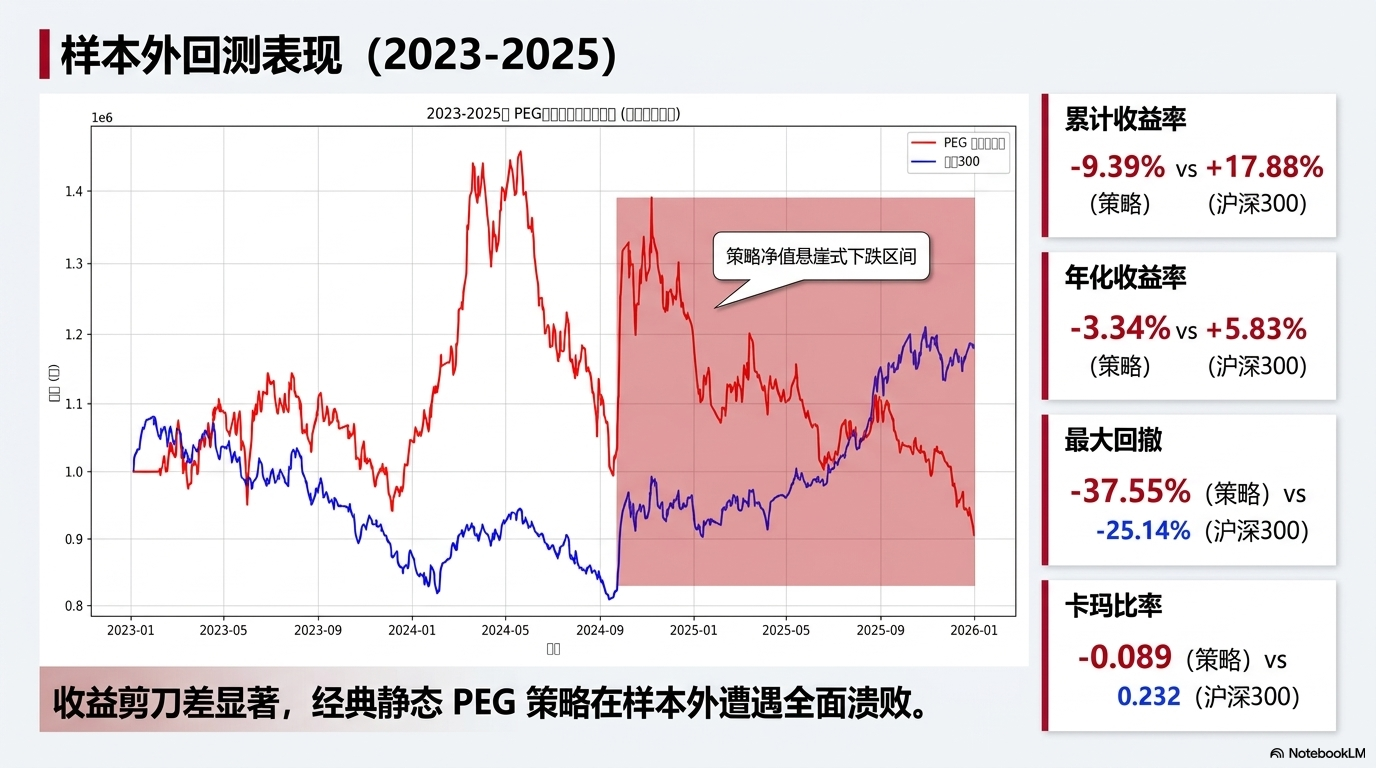 样本外回测表现（2023-2025）
1e6
2023-2025
PEG
PEG
300
1.4
1.3
1.2
1.1
1.0
0.9
0.8
策略净值悬崖式下跌区间
2023-01 2023-05 2023-09 2024-01 2024-05 2024-09 2025-01 2025-05 2025-09 2026-01
累计收益率
-9.39% vs +17.88%
（策略） （沪深300）
年化收益率
-3.34% vs +5.83%
（策略） （沪深300）
最大回撤
-37.55%（策略）vs
-25.14%（沪深300）
卡玛比率
-0.089（策略）vs
0.232（沪深300）
收益剪刀差显著，经典静态 PEG 策略在样本外遭遇全面溃败。
NotebookLM